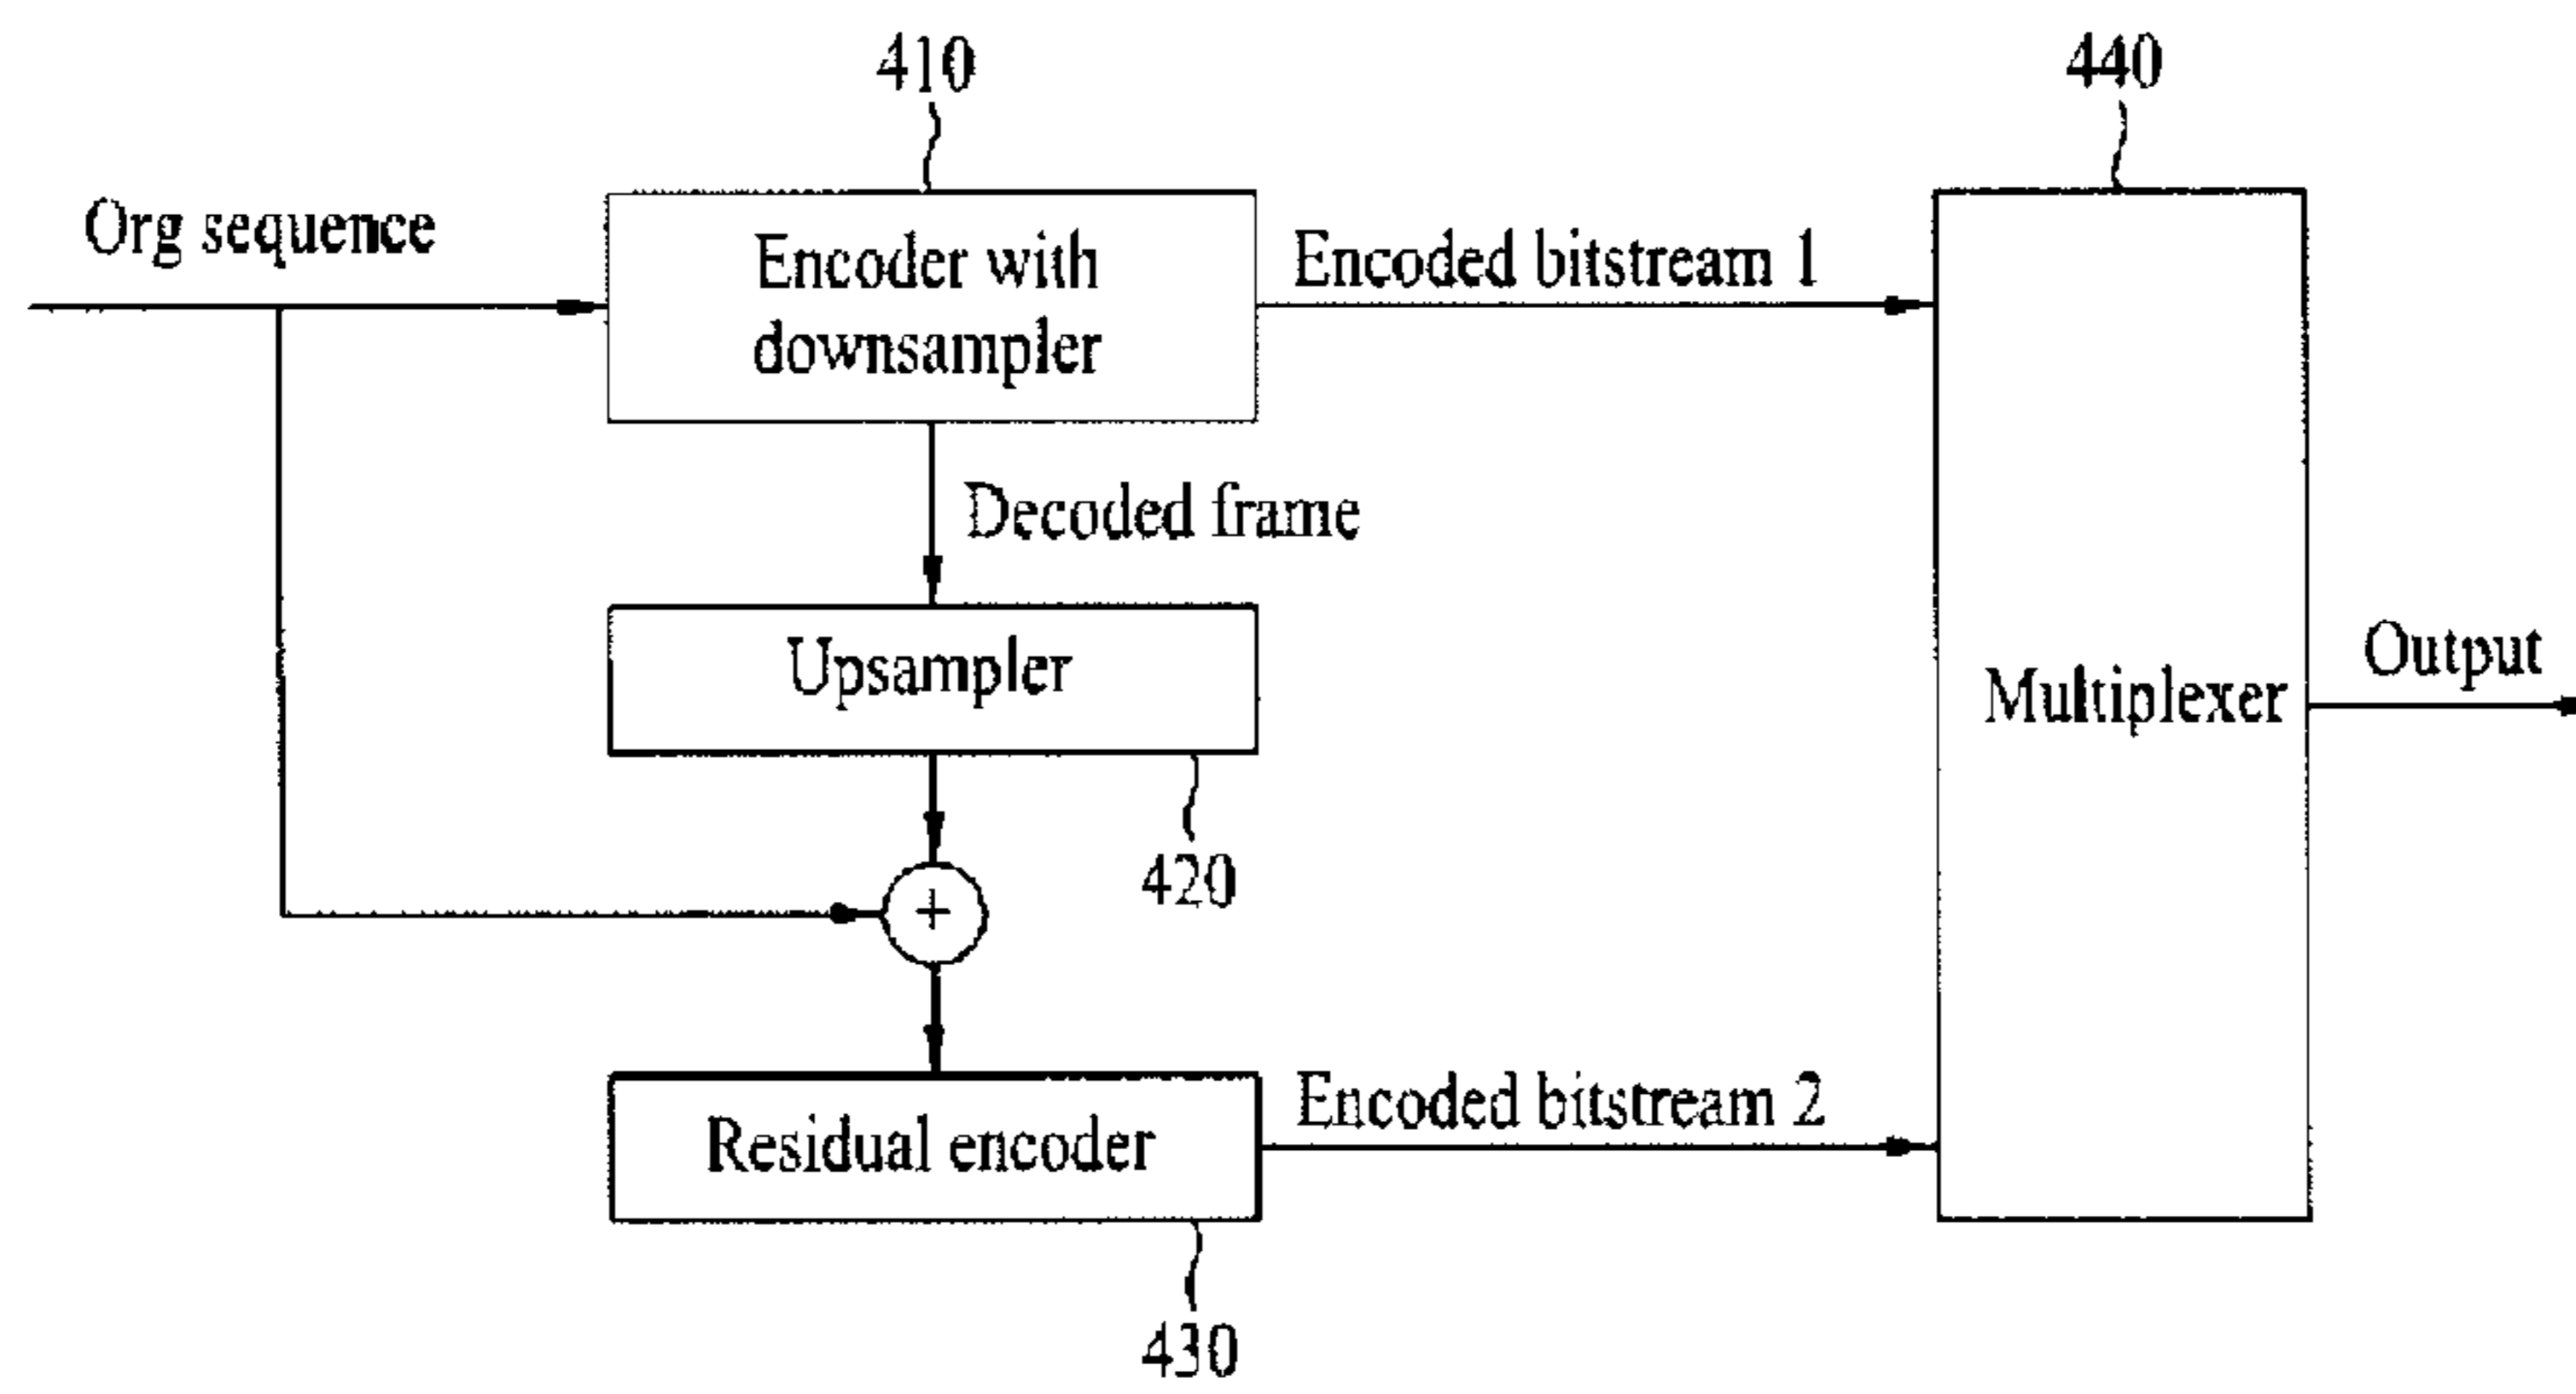 410
440
Org sequence
Encoder with
downsampler
Encoded bitstream 1
Decoded frame
Upsampler
Output
Multiplexer
420
+
Residual encoder
Encoded bitstream 2
430